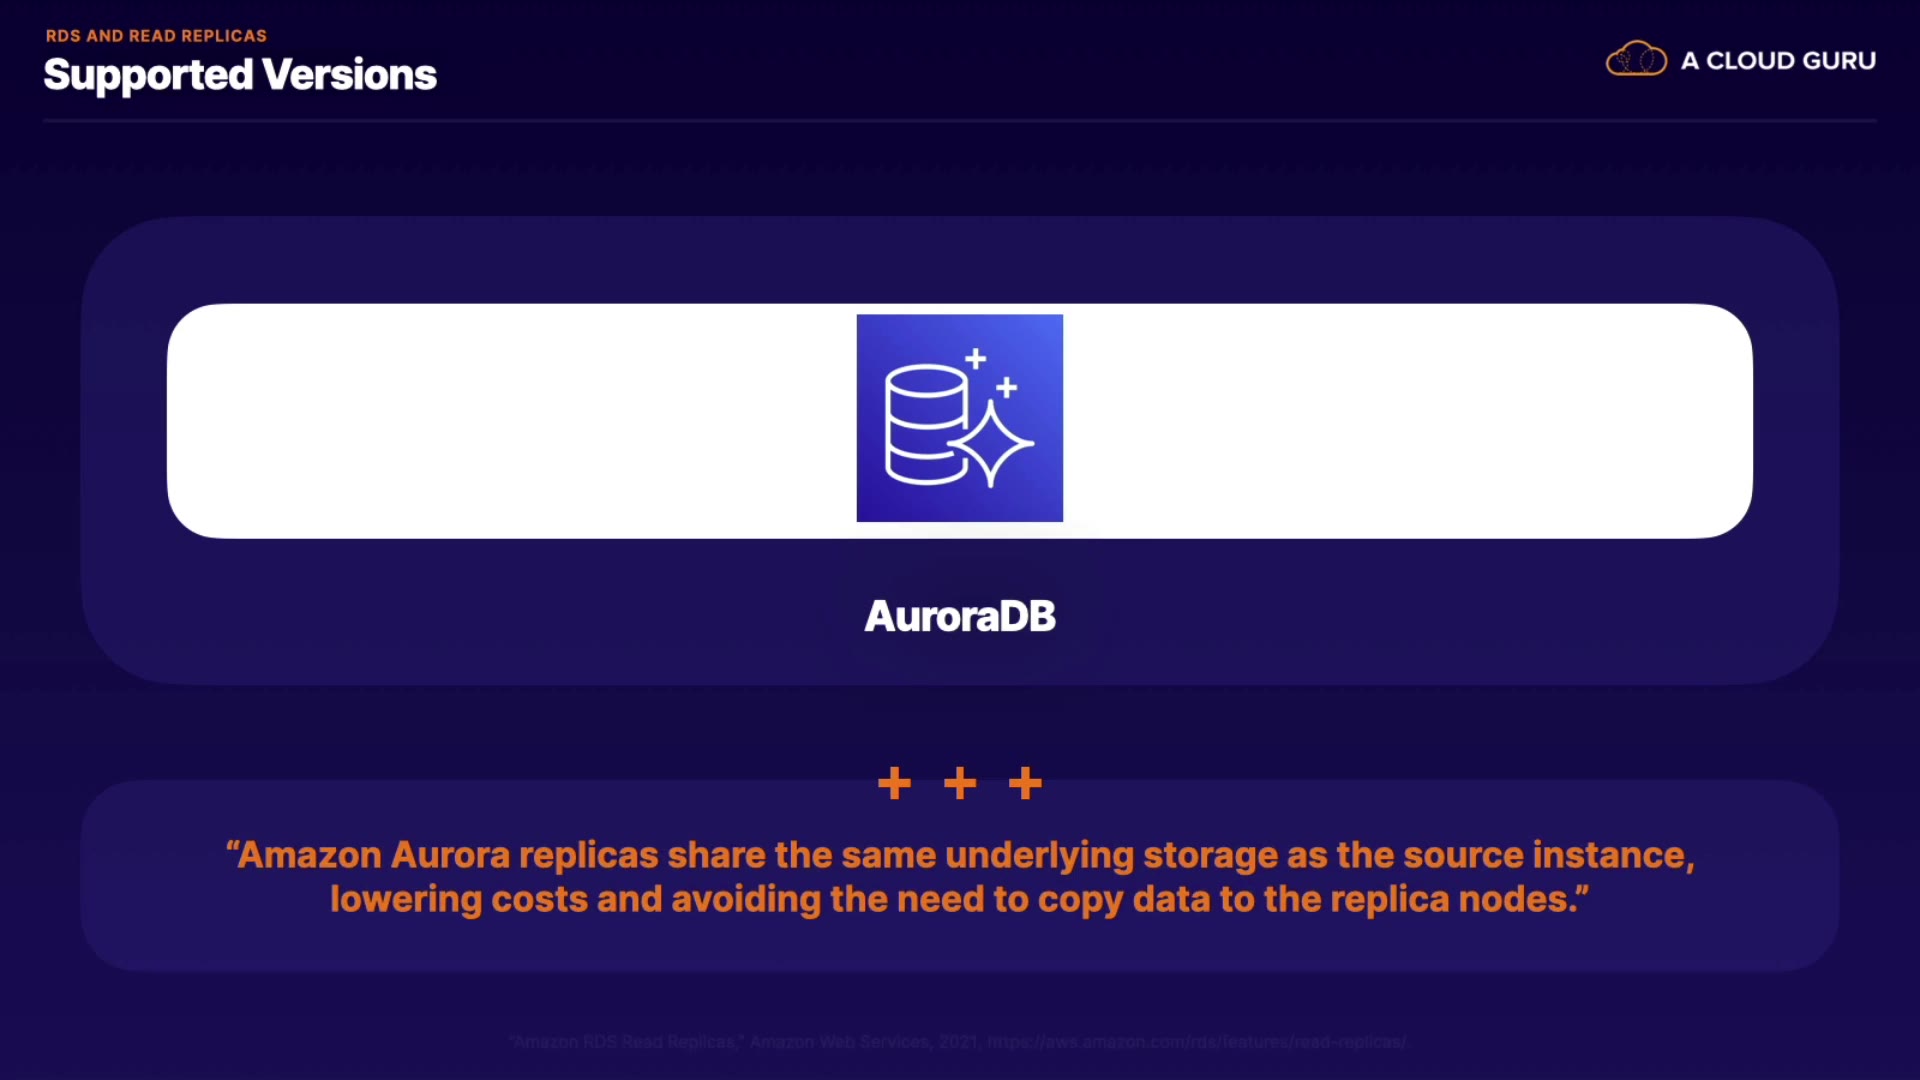 RDS AND READ REPLICAS
Supported Versions
A CLOUD GURU
AuroraDB
“Amazon Aurora replicas share the same underlying storage as the source instance,
lowering costs and avoiding the need to copy data to the replica nodes.”
“Amazon RDS Read Replicas,” Amazon Web Services, 2021, https://aws.amazon.com/rds/features/read-replicas/.